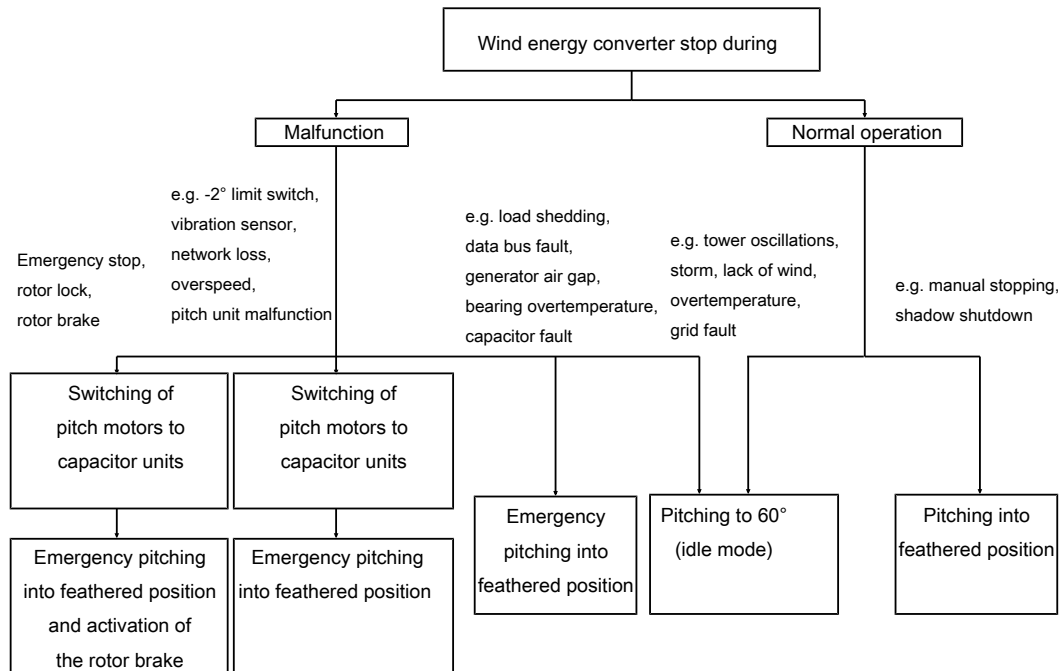 Wind energy converter stop during
Malfunction
Normal operation
Emergency stop,
rotor lock,
rotor brake
e.g. -2° limit switch,
vibration sensor,
network loss,
overspeed,
pitch unit malfunction
e.g. load shedding,
data bus fault,
generator air gap,
bearing overtemperature,
capacitor fault
e.g. tower oscillations,
storm, lack of wind,
overtemperature,
grid fault
e.g. manual stopping,
shadow shutdown
Switching of
pitch motors to
capacitor units
Switching of
pitch motors to
capacitor units
Emergency pitching
into feathered position
and activation of
the rotor brake
Emergency pitching
into feathered position
Emergency
pitching into
feathered position
Pitching to 60°
(idle mode)
Pitching into
feathered position